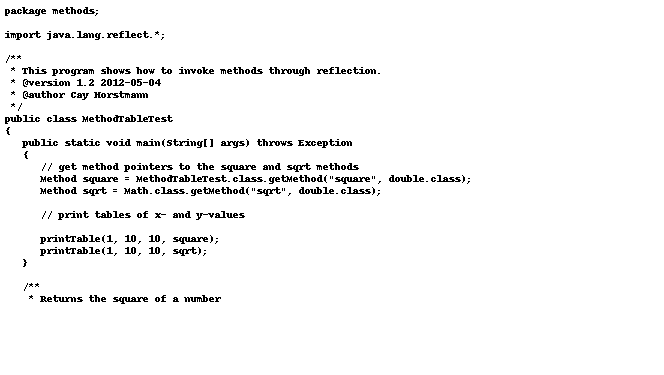 package methods;

import java.lang.reflect.*;

/**
 * This program shows how to invoke methods through reflection.
 * @version 1.2 2012-05-04
 * @author Cay Horstmann
 */
public class MethodTableTest
{
   public static void main(String[] args) throws Exception
   {
      // get method pointers to the square and sqrt methods
      Method square = MethodTableTest.class.getMethod("square", double.class);
      Method sqrt = Math.class.getMethod("sqrt", double.class);

      // print tables of x- and y-values

      printTable(1, 10, 10, square);
      printTable(1, 10, 10, sqrt);
   }

   /**
    * Returns the square of a number